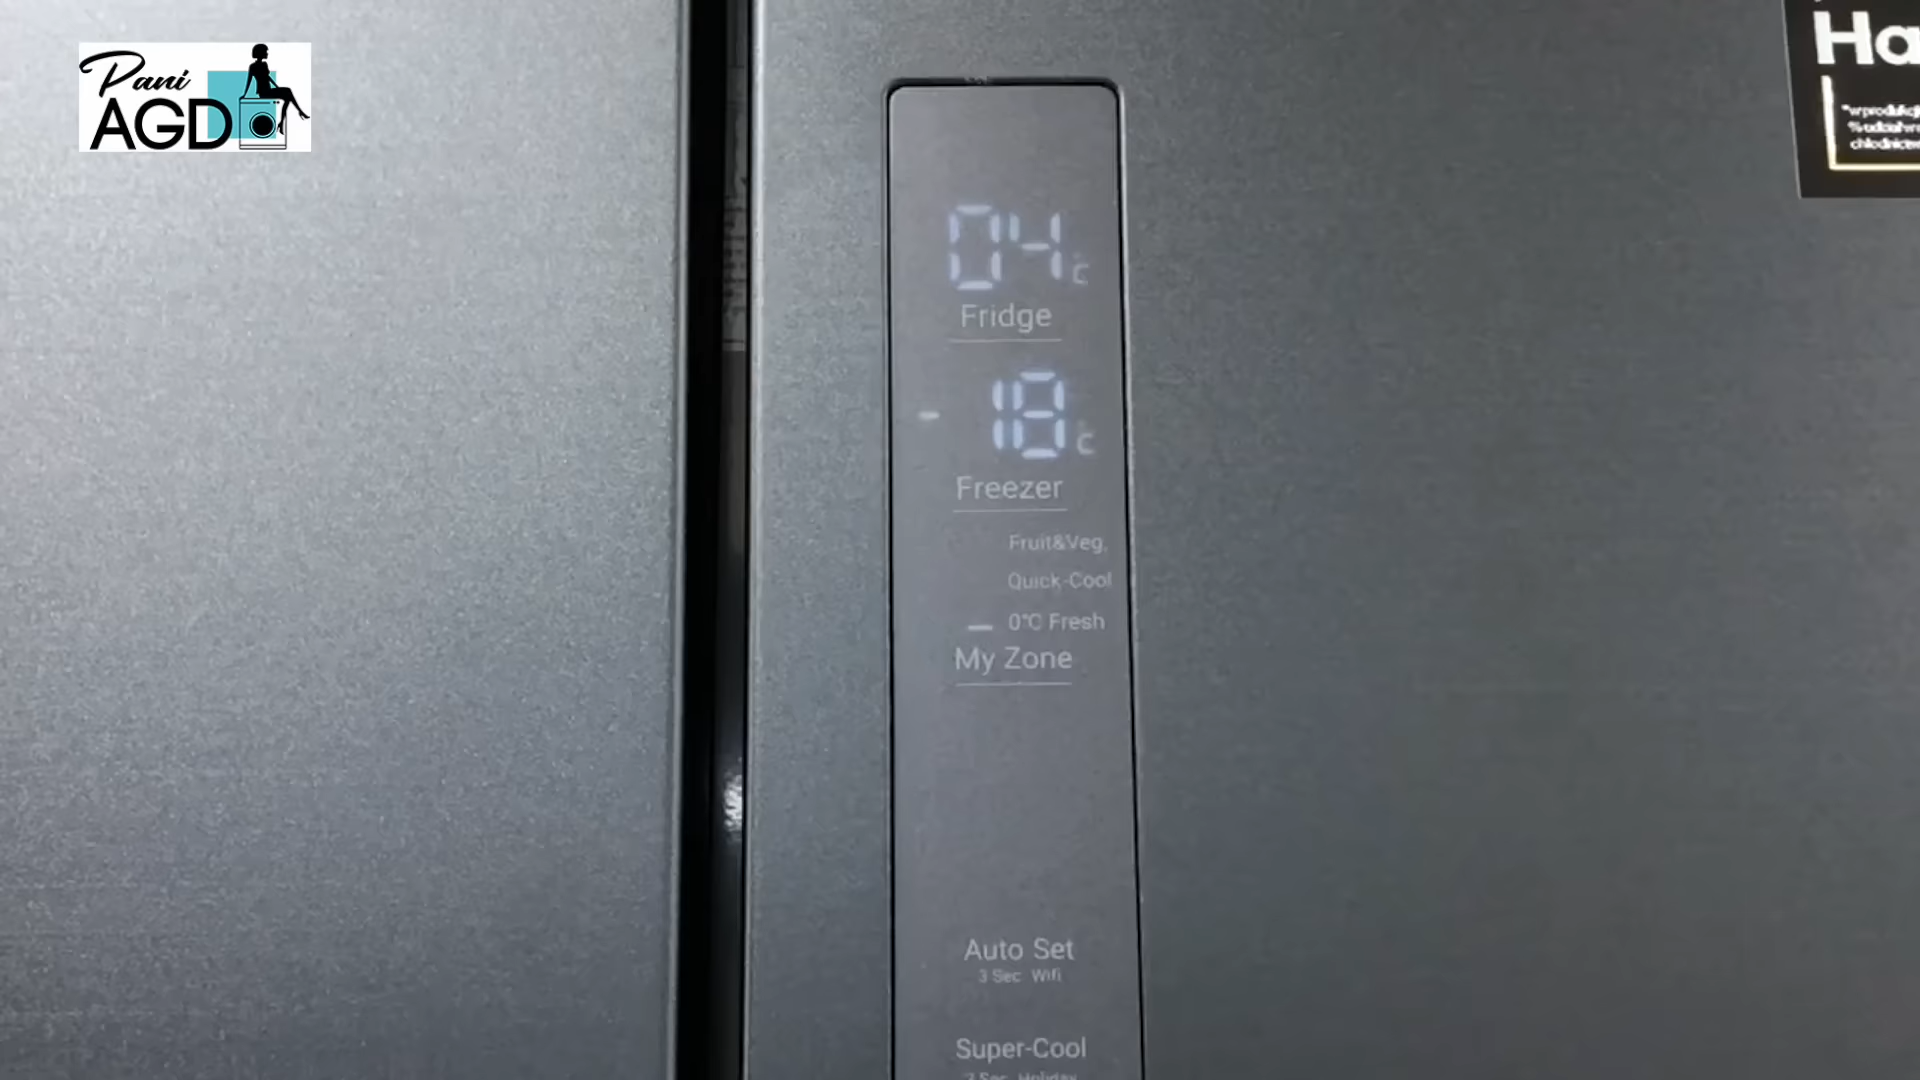 Pani
AGD
Ha
04°C
Fridge
-18°C
Freezer
Fruit&Veg.
Quick-Cool
0°C Fresh
My Zone
Auto Set
3 Sec Wifi
Super-Cool
Holiday